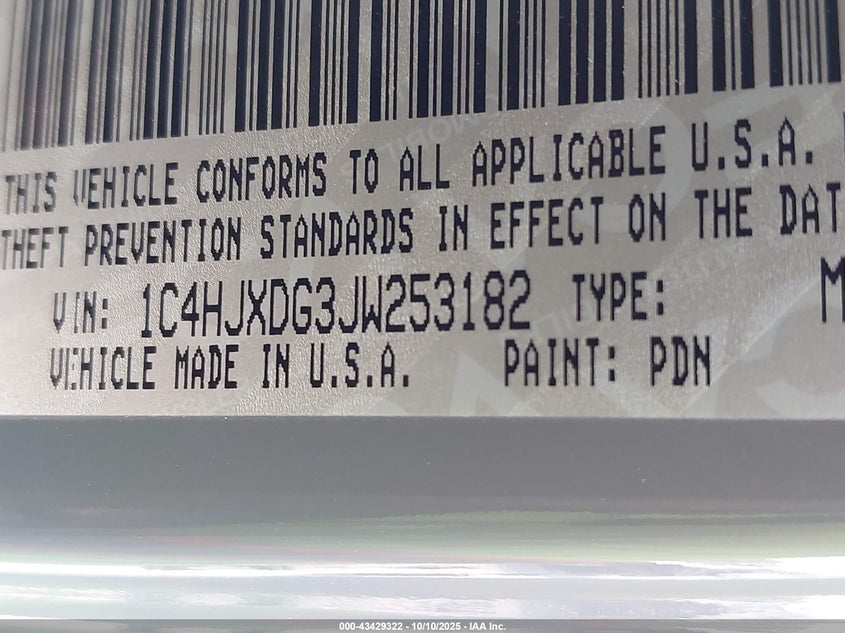 THIS VEHICLE CONFORMS TO ALL APPLICABLE U.S.A.
THEFT PREVENTION STANDARDS IN EFFECT ON THE DAT
VIN: 1C4HJXDG3JW253182 TYPE: M
VEHICLE MADE IN U.S.A. PAINT: PDN
000-43429322 - 10/10/2025 - IAA Inc.